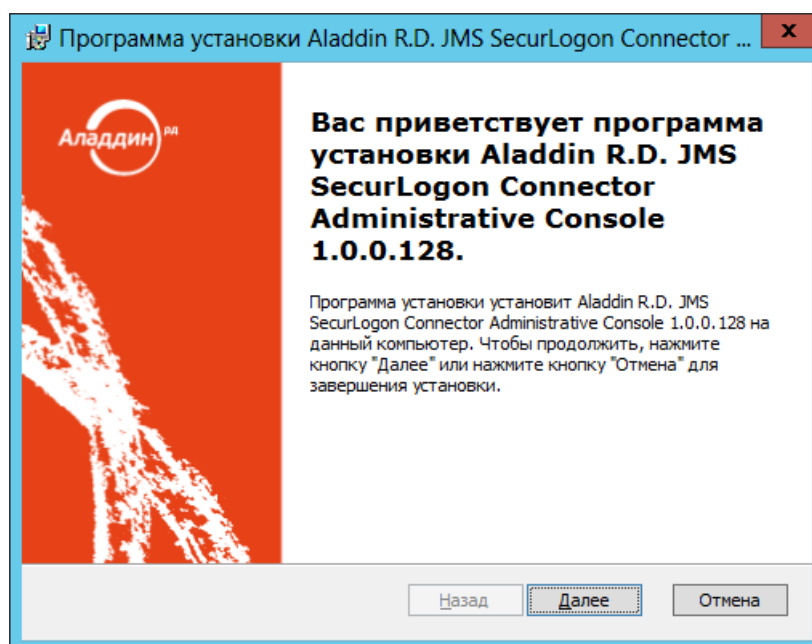 Программа установки Aladdin R.D. JMS SecurLogon Connector ...
x
Аладдин РД
Вас приветствует программа
установки Aladdin R.D. JMS
SecurLogon Connector
Administrative Console
1.0.0.128.
Программа установки установит Aladdin R.D. JMS
SecurLogon Connector Administrative Console 1.0.0.128 на
данный компьютер. Чтобы продолжить, нажмите
кнопку "Далее" или нажмите кнопку "Отмена" для
завершения установки.
Назад Далее Отмена